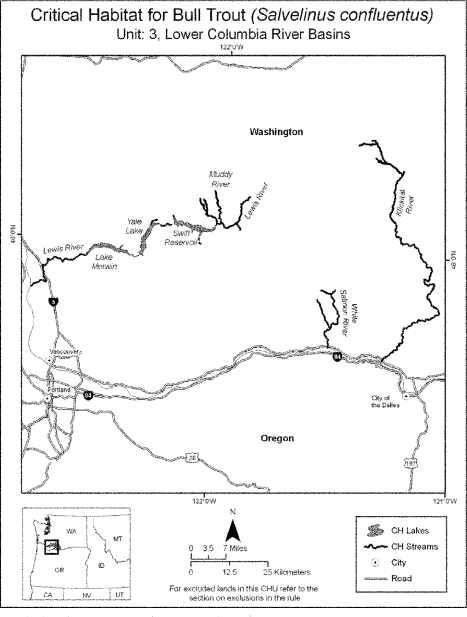 Critical Habitat for Bull Trout (Salvelinus confluentus)
Unit: 3, Lower Columbia River Basins
122°0'W
Washington
Muddy
River
Lewis River
Klickitat
River
Yale
Lake
Swift
Reservoir
46°0'N
46°0'N
Lewis River
Lake
Merwin
White
Salmon River
5
Vancouver
84
Portland
84
City of
the Dalles
Oregon
26
197
122°0'W
121°0'W
WA
MT
OR
ID
CA
NV
UT
N
0 3.5 7 Miles
0 12.5 25 Kilometers
For excluded lands in this CHU refer to the
section on exclusions in the rule
CH Lakes
CH Streams
City
Road